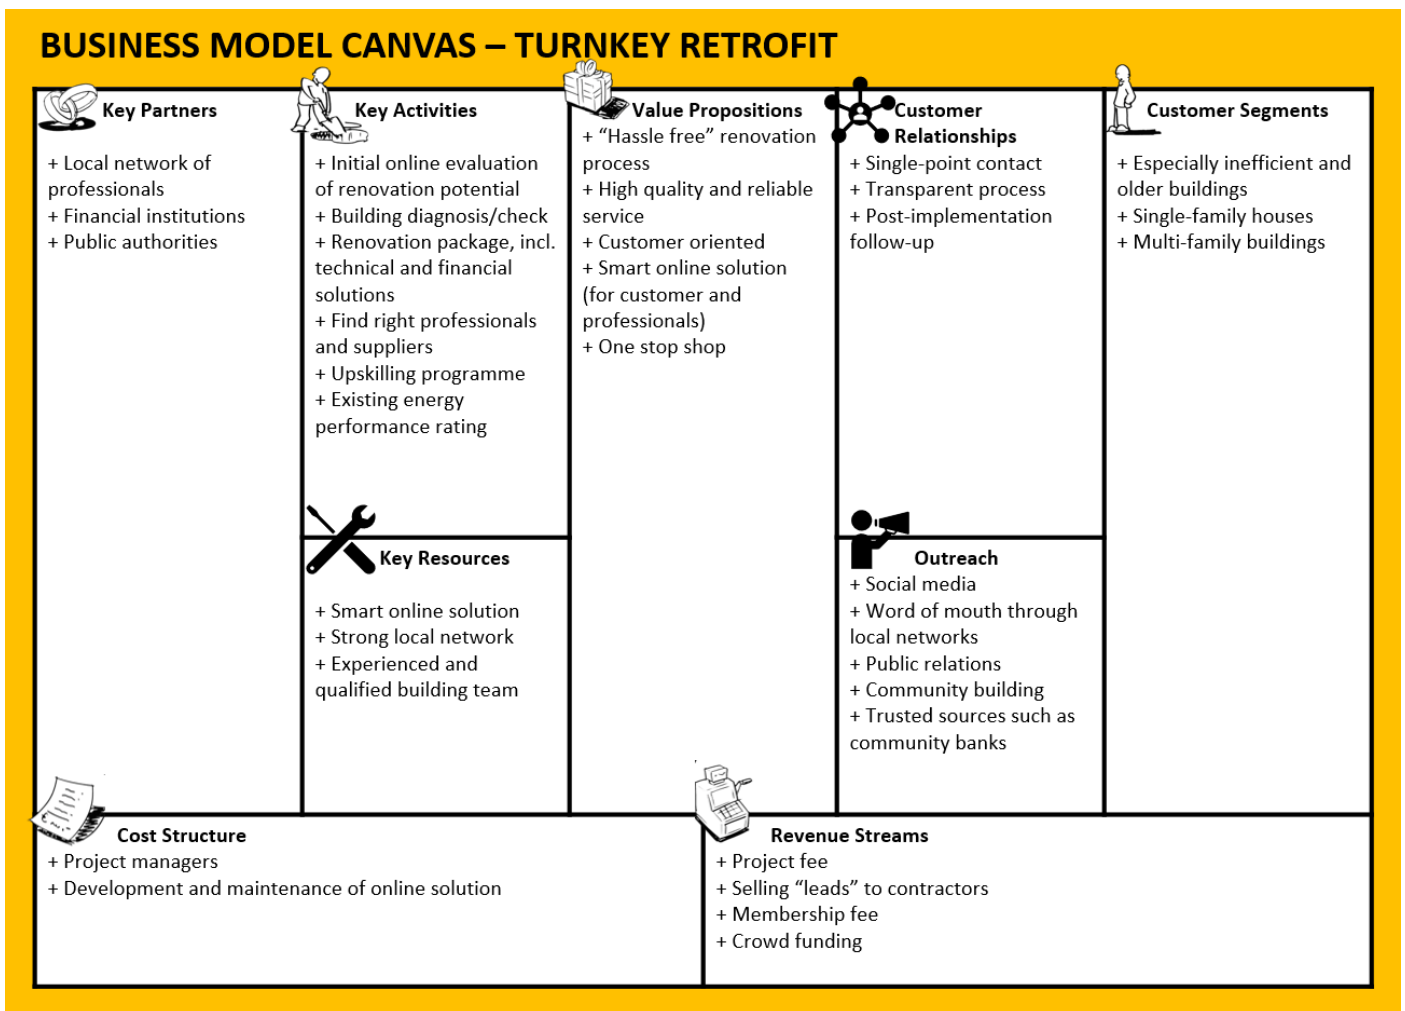 BUSINESS MODEL CANVAS – TURNKEY RETROFIT
Key Partners
+ Local network of
professionals
+ Financial institutions
+ Public authorities
Key Activities
+ Initial online evaluation
of renovation potential
+ Building diagnosis/check
+ Renovation package, incl.
technical and financial
solutions
+ Find right professionals
and suppliers
+ Upskilling programme
+ Existing energy
performance rating
Key Resources
+ Smart online solution
+ Strong local network
+ Experienced and
qualified building team
Value Propositions
+ “Hassle free” renovation
process
+ High quality and reliable
service
+ Customer oriented
+ Smart online solution
(for customer and
professionals)
+ One stop shop
Customer
Relationships
+ Single-point contact
+ Transparent process
+ Post-implementation
follow-up
Outreach
+ Social media
+ Word of mouth through
local networks
+ Public relations
+ Community building
+ Trusted sources such as
community banks
Customer Segments
+ Especially inefficient and
older buildings
+ Single-family houses
+ Multi-family buildings
Cost Structure
+ Project managers
+ Development and maintenance of online solution
Revenue Streams
+ Project fee
+ Selling “leads” to contractors
+ Membership fee
+ Crowd funding